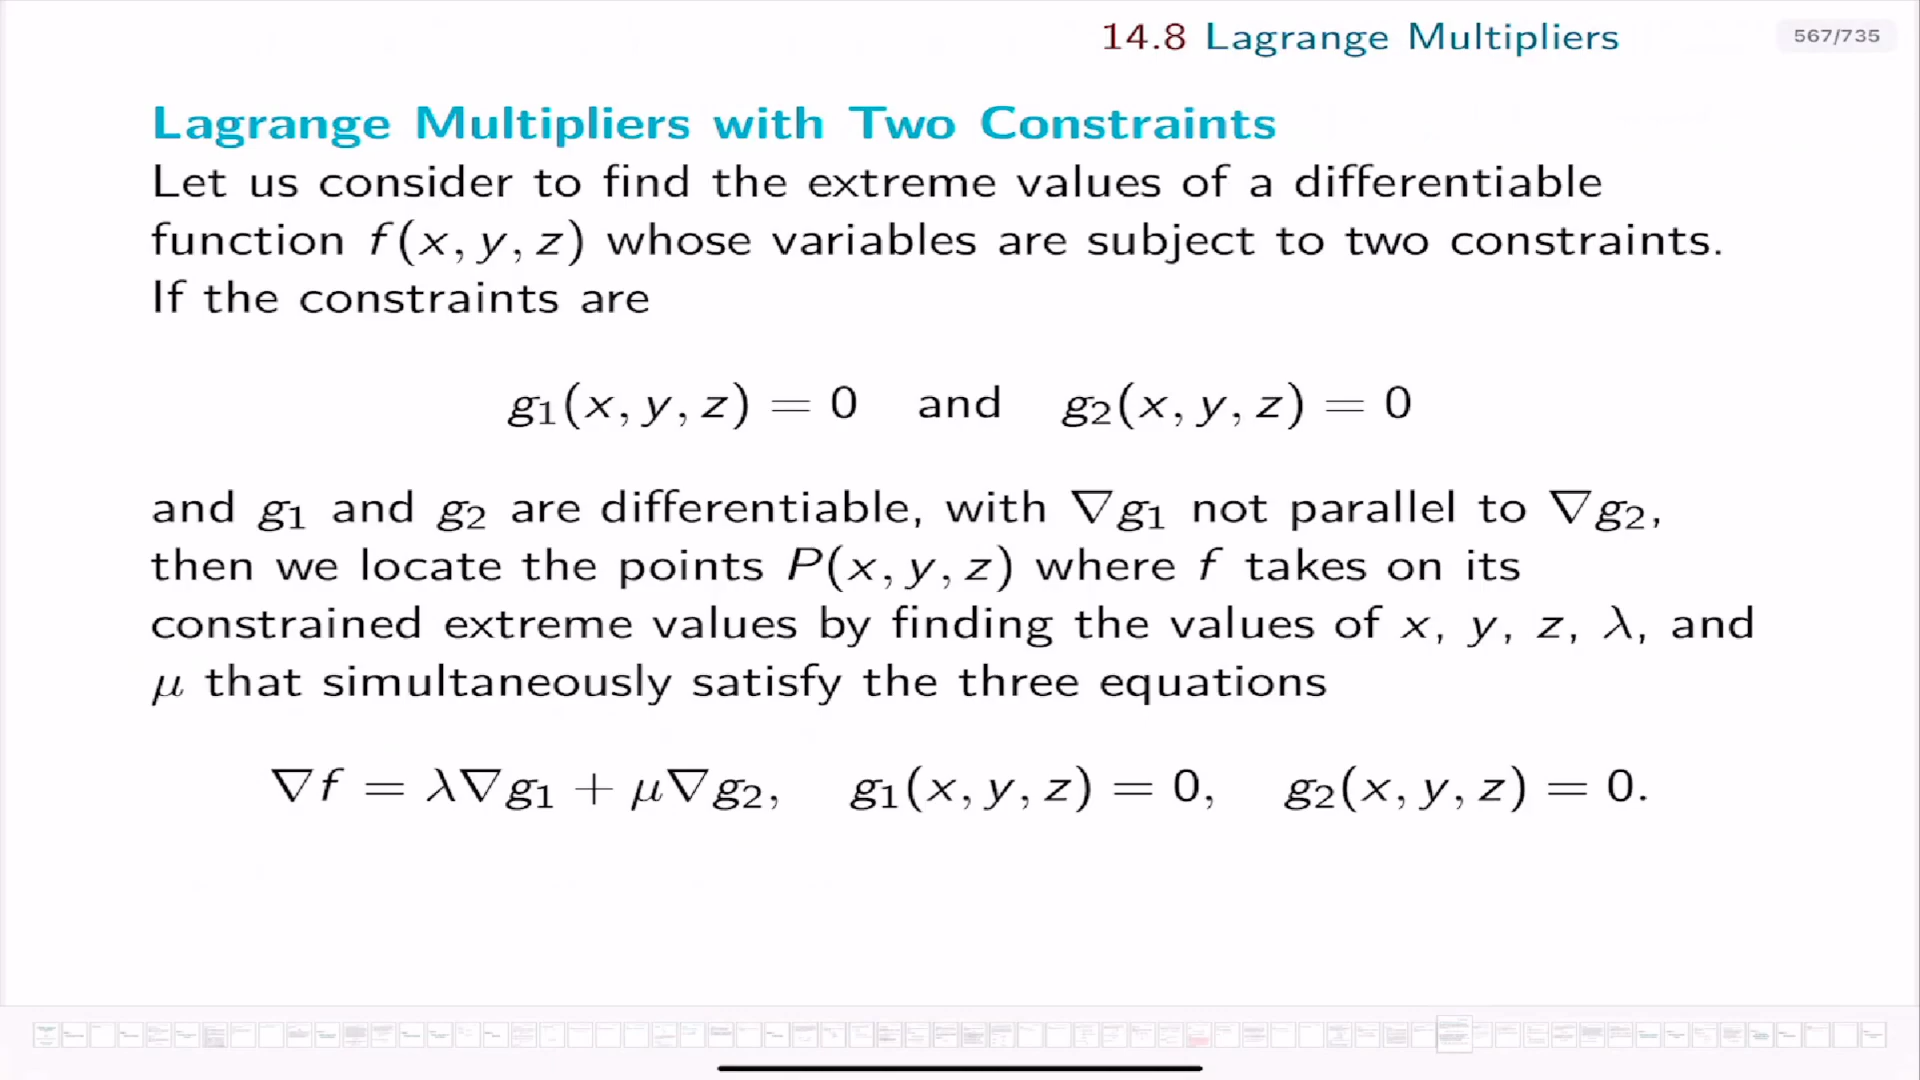 14.8 Lagrange Multipliers
567/735
Lagrange Multipliers with Two Constraints
Let us consider to find the extreme values of a differentiable
function f(x, y, z) whose variables are subject to two constraints.
If the constraints are
g₁(x, y, z) = 0 and g₂(x, y, z) = 0
and g₁ and g₂ are differentiable, with ∇g₁ not parallel to ∇g₂,
then we locate the points P(x, y, z) where f takes on its
constrained extreme values by finding the values of x, y, z, λ, and
μ that simultaneously satisfy the three equations
∇f = λ∇g₁ + μ∇g₂, g₁(x, y, z) = 0, g₂(x, y, z) = 0.